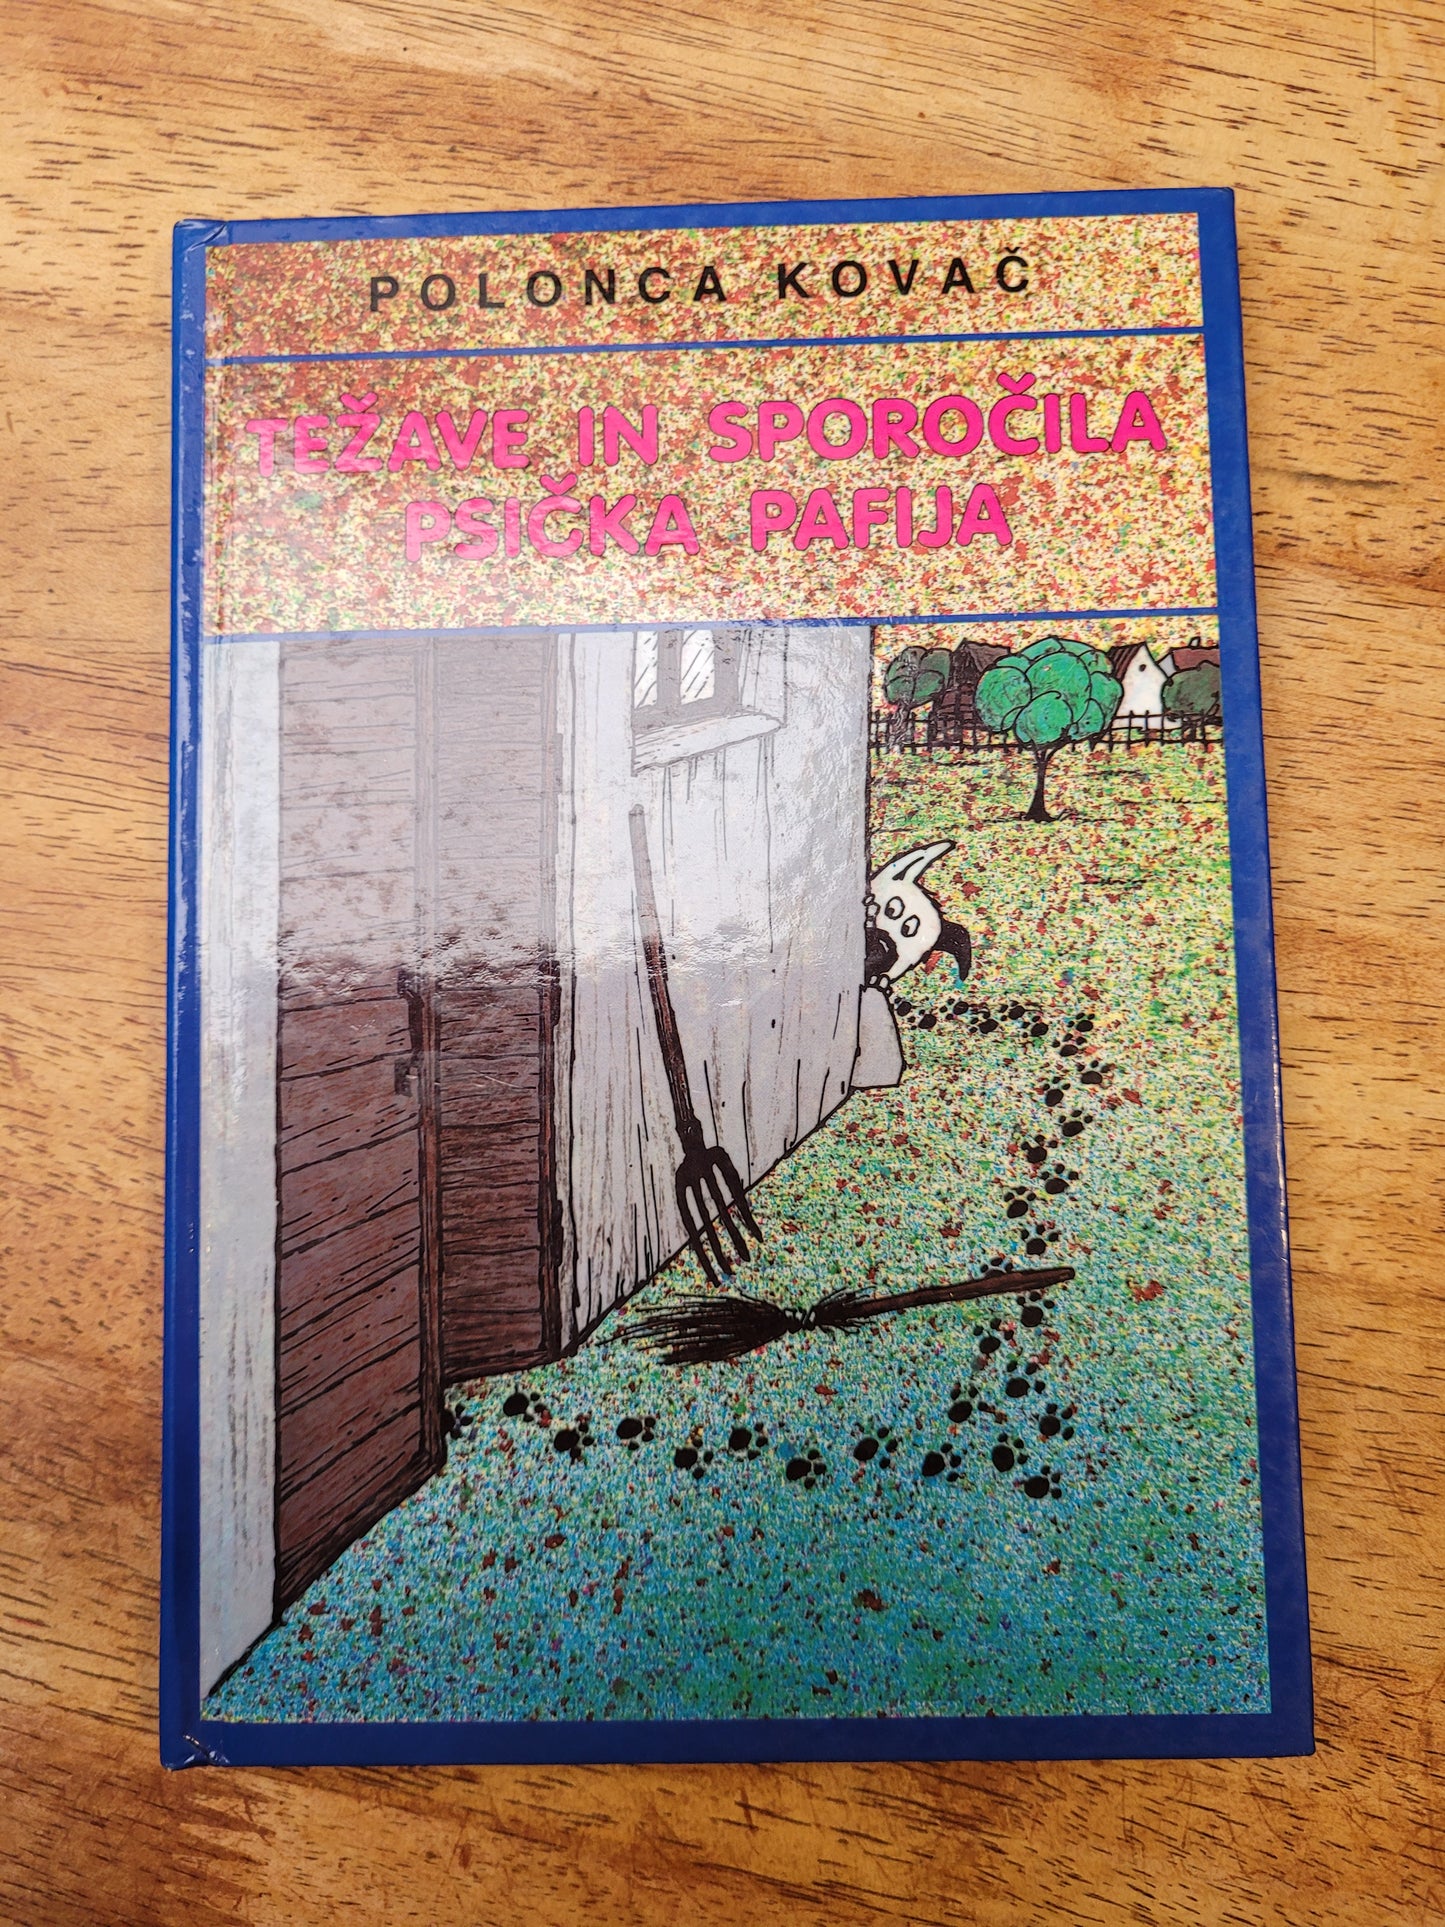 POLONCA KOVAČ
TEŽAVE IN SPOROČILA
PSIČKA PAFIJA